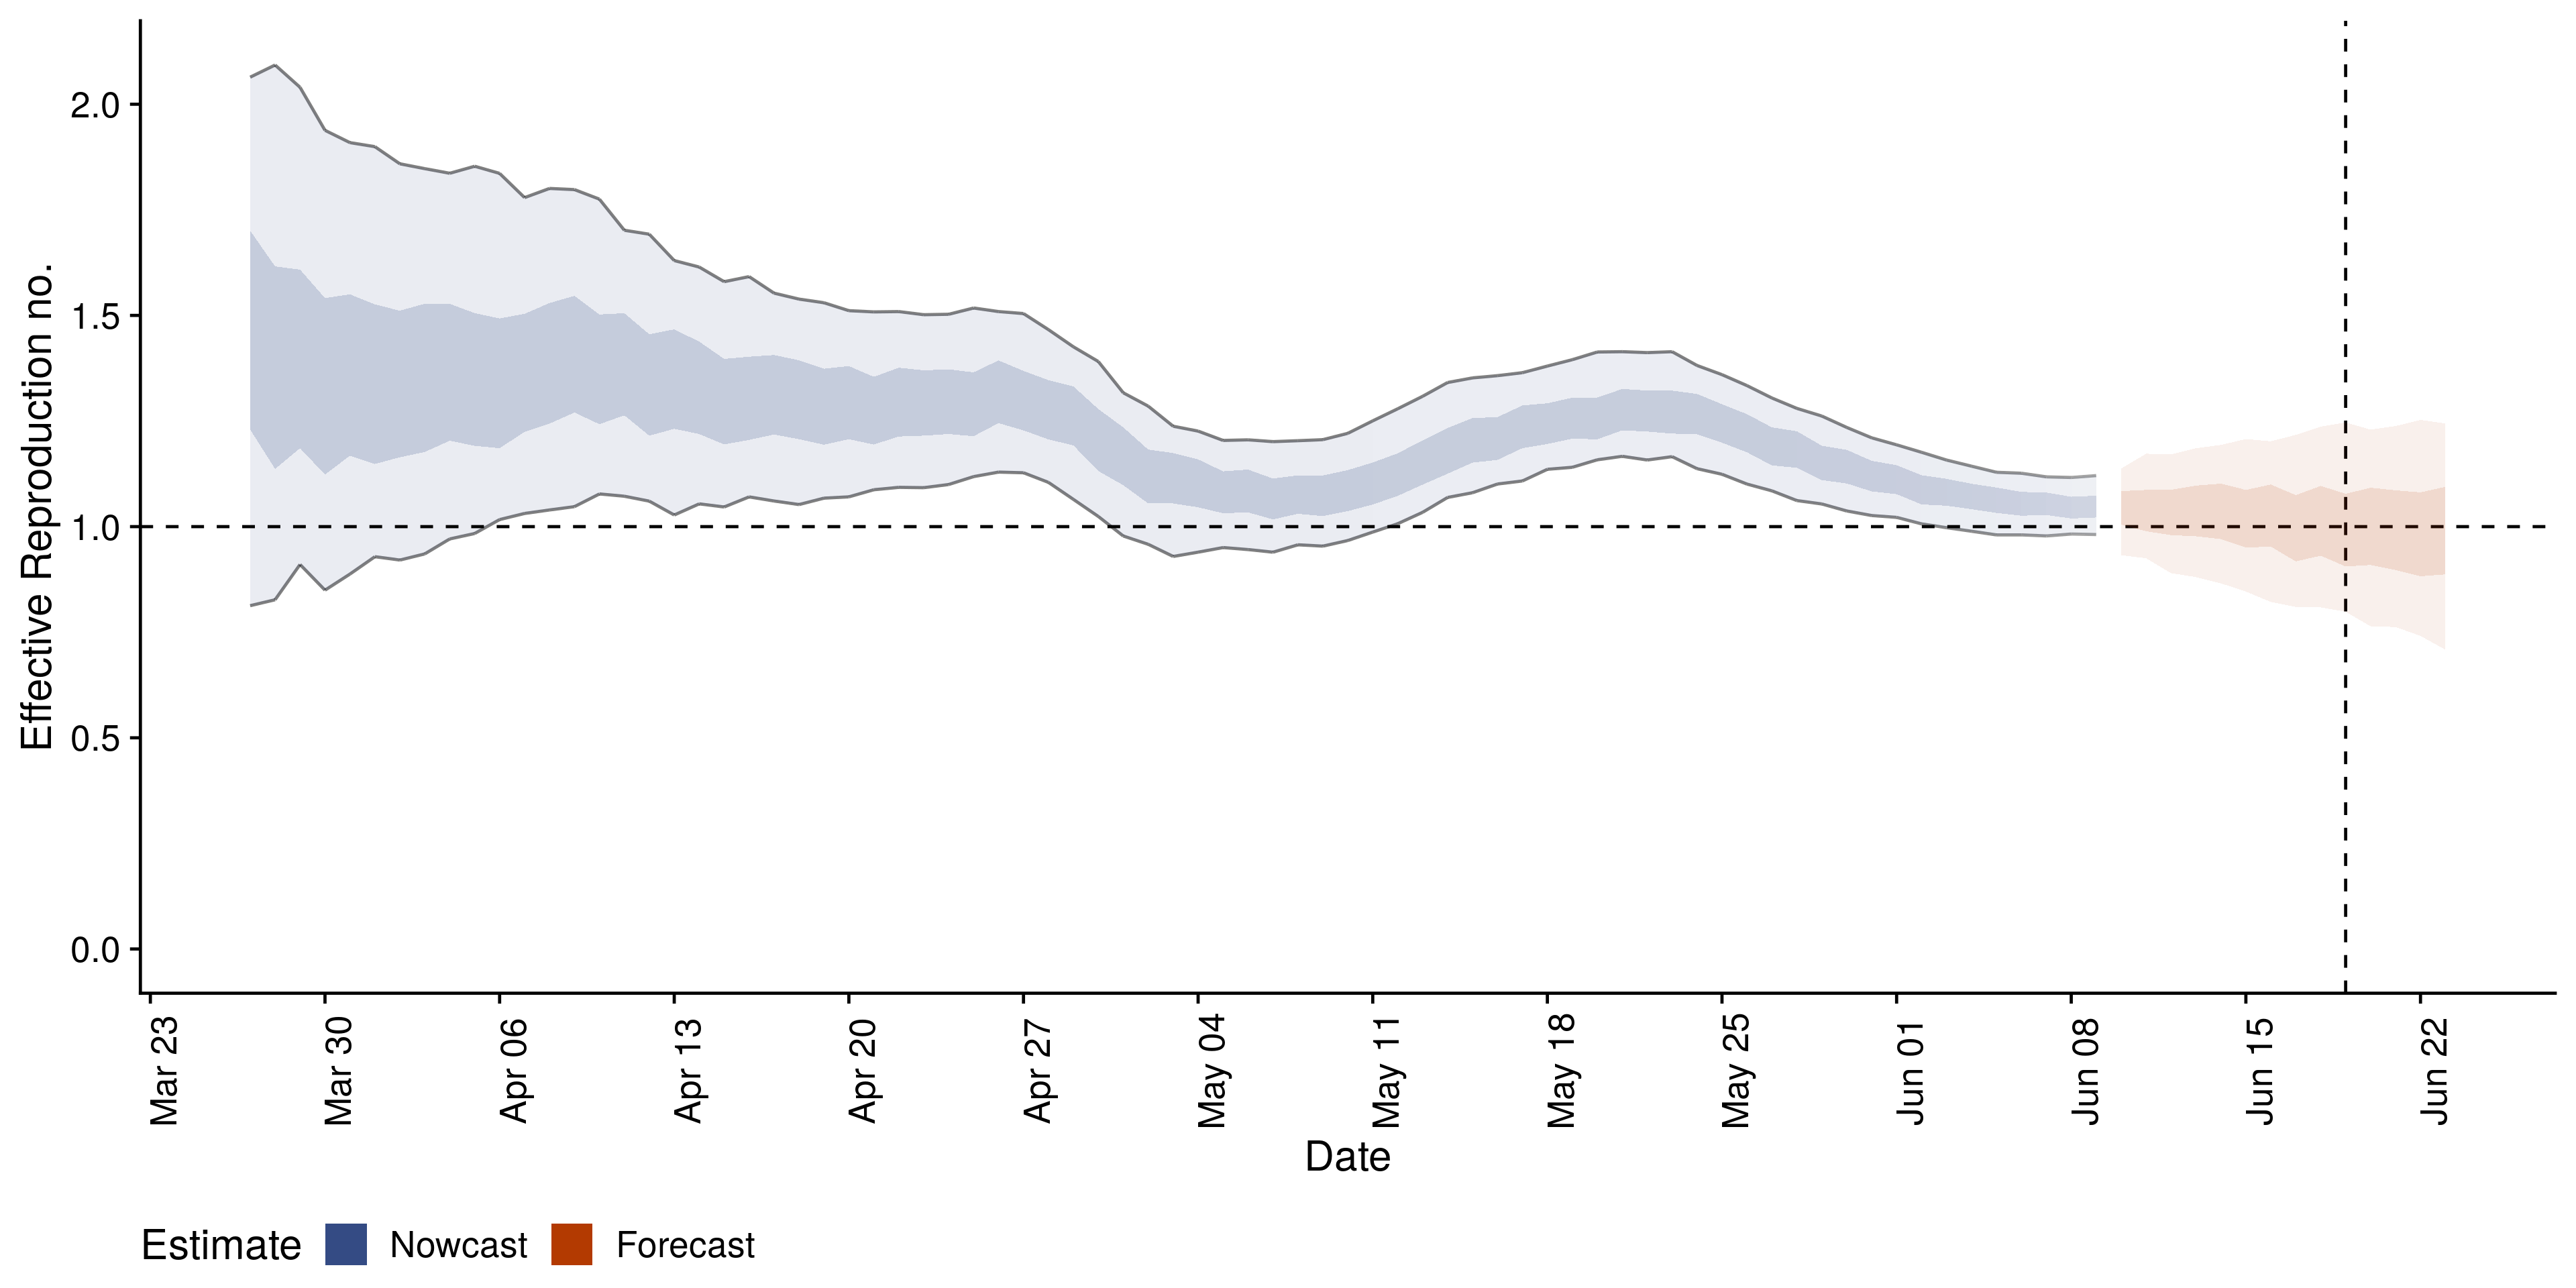 Effective Reproduction no.
2.0
1.5
1.0
0.5
0.0
Mar 23
Mar 30
Apr 06
Apr 13
Apr 20
Apr 27
May 04
May 11
May 18
May 25
Jun 01
Jun 08
Jun 15
Jun 22
Date
Estimate Nowcast Forecast